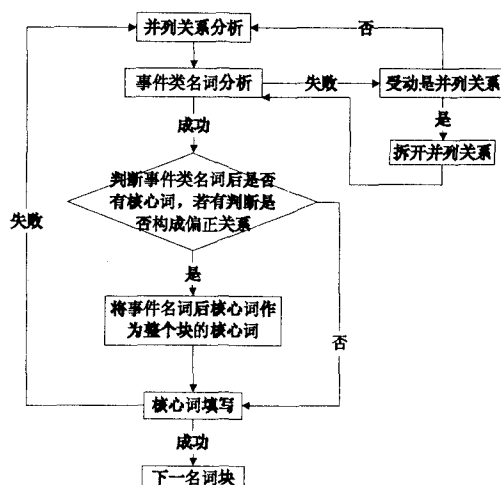 并列关系分析
否
事件类名词分析
失败
受动是并列关系
成功
是
拆开并列关系
判断事件类名词后是否
有核心词，若有判断是
否构成偏正关系
失败
是
将事件名词后核心词作
为整个块的核心词
否
核心词填写
成功
下一名词块